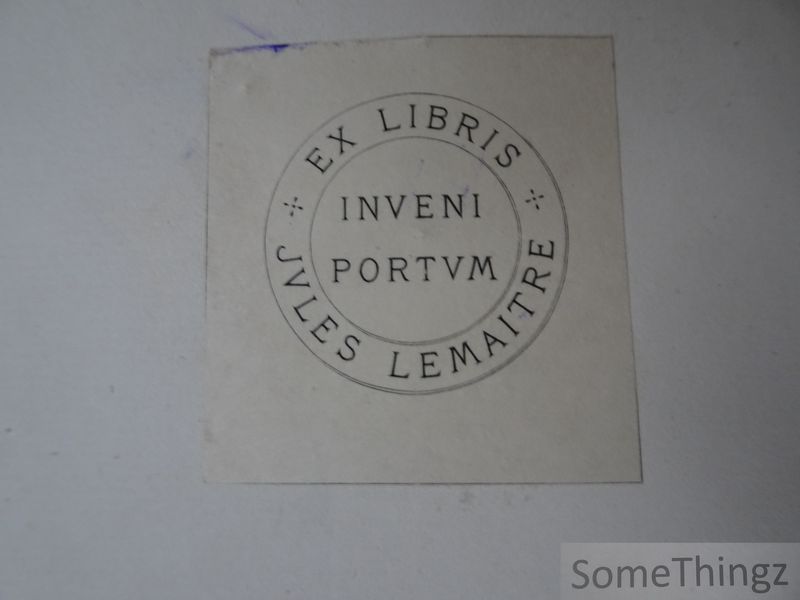 EX LIBRIS
INVENI
PORTVM
JVLES LEMAITRE
SomeThingz